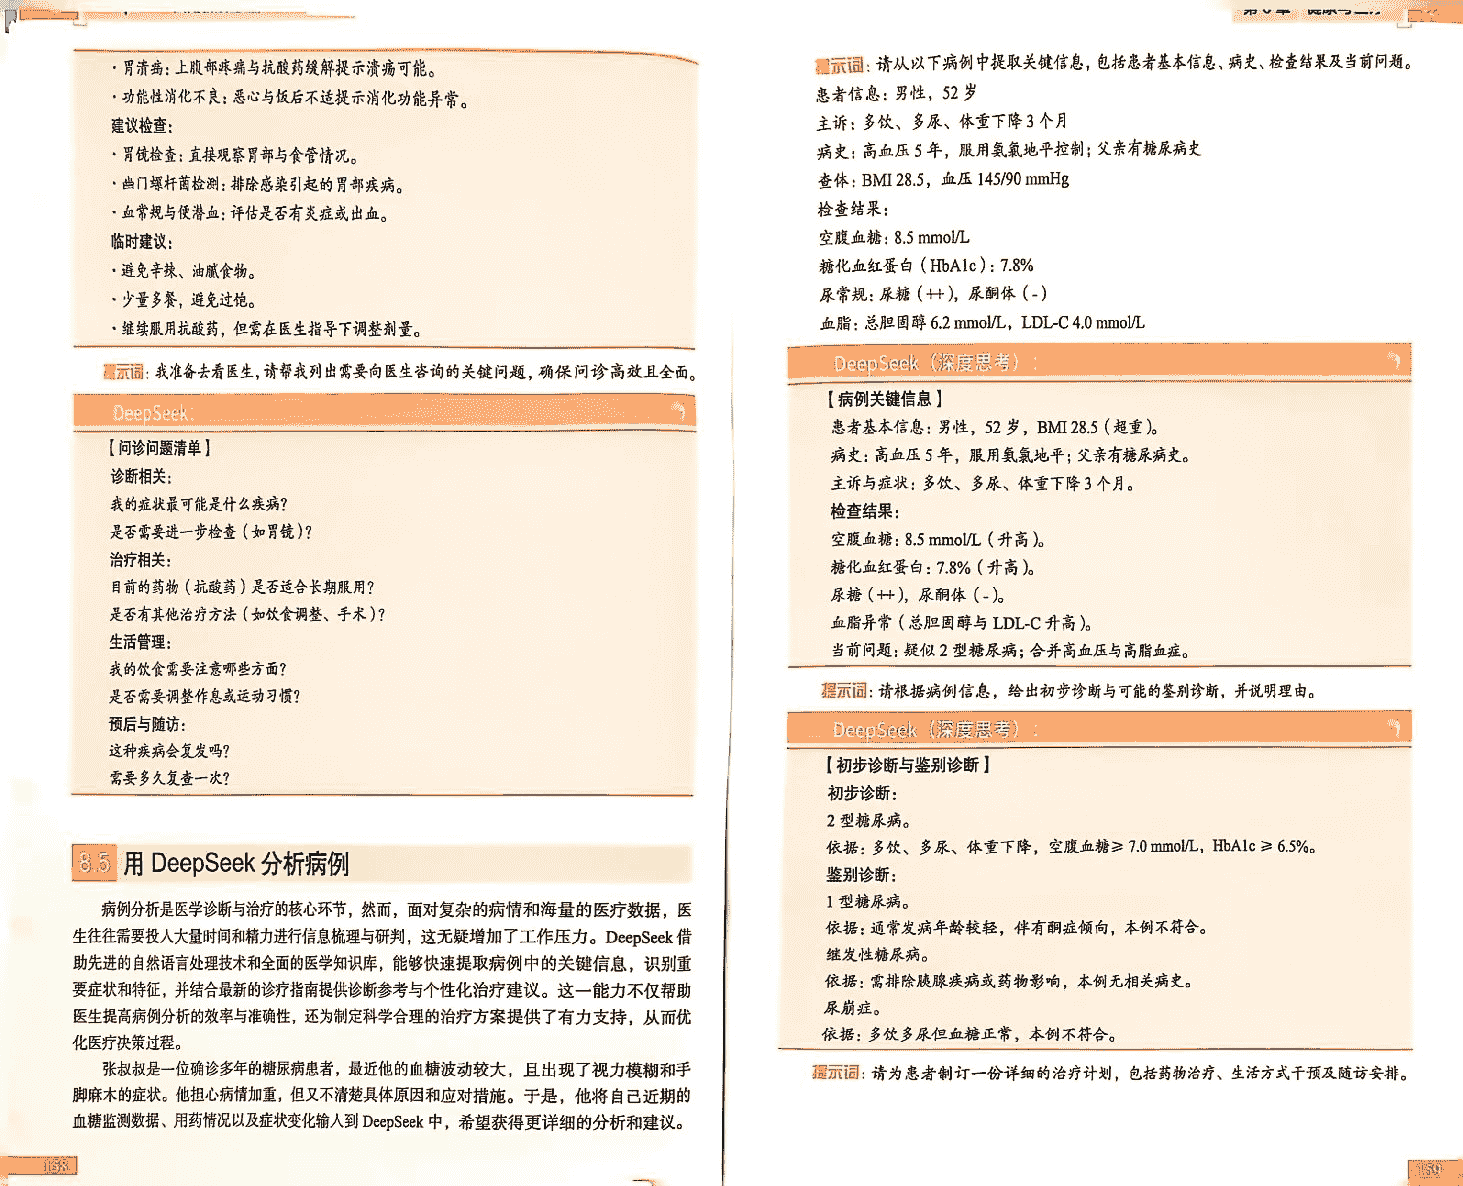 ·胃溃疡：上腹部疼痛与抗酸药缓解提示溃疡可能。
·功能性消化不良：恶心与饭后不适提示消化功能异常。
建议检查：
·胃镜检查：直接观察胃部与食管情况。
·幽门螺杆菌检测：排除感染引起的胃部疾病。
·血常规与便潜血：评估是否有炎症或出血。
临时建议：
·避免辛辣、油腻食物。
·少量多餐，避免过饱。
·继续服用抗酸药，但需在医生指导下调整剂量。
提示词：我准备去看医生，请帮我列出需要向医生咨询的关键问题，确保问诊高效且全面。
DeepSeek：
【问诊问题清单】
诊断相关：
我的症状最可能是什么疾病？
是否需要进一步检查（如胃镜）？
治疗相关：
目前的药物（抗酸药）是否适合长期服用？
是否有其他治疗方法（如饮食调整、手术）？
生活管理：
我的饮食需要注意哪些方面？
是否需要调整作息或运动习惯？
预后与随访：
这种疾病会复发吗？
需要多久复查一次？
8.5 用 DeepSeek 分析病例
病例分析是医学诊断与治疗的核心环节，然而，面对复杂的病情和海量的医疗数据，医
生往往需要投入大量时间和精力进行信息梳理与研判，这无疑增加了工作压力。DeepSeek 借
助先进的自然语言处理技术和全面的医学知识库，能够快速提取病例中的关键信息，识别重
要症状和特征，并结合最新的诊疗指南提供诊断参考与个性化治疗建议。这一能力不仅帮助
医生提高病例分析的效率与准确性，还为制定科学合理的治疗方案提供了有力支持，从而优
化医疗决策过程。
张叔叔是一位确诊多年的糖尿病患者，最近他的血糖波动较大，且出现了视力模糊和手
脚麻木的症状。他担心病情加重，但又不清楚具体原因和应对措施。于是，他将自己近期的
血糖监测数据、用药情况以及症状变化输入到 DeepSeek 中，希望获得更详细的分析和建议。
158
提示词：请从以下病例中提取关键信息，包括患者基本信息、病史、检查结果及当前问题。
患者信息：男性，52 岁
主诉：多饮、多尿、体重下降 3 个月
病史：高血压 5 年，服用氨氯地平控制；父亲有糖尿病史
查体：BMI 28.5，血压 145/90 mmHg
检查结果：
空腹血糖：8.5 mmol/L
糖化血红蛋白（HbA1c）：7.8%
尿常规：尿糖（++），尿酮体（-）
血脂：总胆固醇 6.2 mmol/L，LDL-C 4.0 mmol/L
DeepSeek（深度思考）：
【病例关键信息】
患者基本信息：男性，52 岁，BMI 28.5（超重）。
病史：高血压 5 年，服用氨氯地平；父亲有糖尿病史。
主诉与症状：多饮、多尿、体重下降 3 个月。
检查结果：
空腹血糖：8.5 mmol/L（升高）。
糖化血红蛋白：7.8%（升高）。
尿糖（++），尿酮体（-）。
血脂异常（总胆固醇与 LDL-C 升高）。
当前问题：疑似 2 型糖尿病；合并高血压与高脂血症。
提示词：请根据病例信息，给出初步诊断与可能的鉴别诊断，并说明理由。
DeepSeek（深度思考）：
【初步诊断与鉴别诊断】
初步诊断：
2 型糖尿病。
依据：多饮、多尿、体重下降，空腹血糖≥ 7.0 mmol/L，HbA1c ≥ 6.5%。
鉴别诊断：
1 型糖尿病。
依据：通常发病年龄较轻，伴有酮症倾向，本例不符合。
继发性糖尿病。
依据：需排除胰腺疾病或药物影响，本例无相关病史。
尿崩症。
依据：多饮多尿但血糖正常，本例不符合。
提示词：请为患者制订一份详细的治疗计划，包括药物治疗、生活方式干预及随访安排。
159